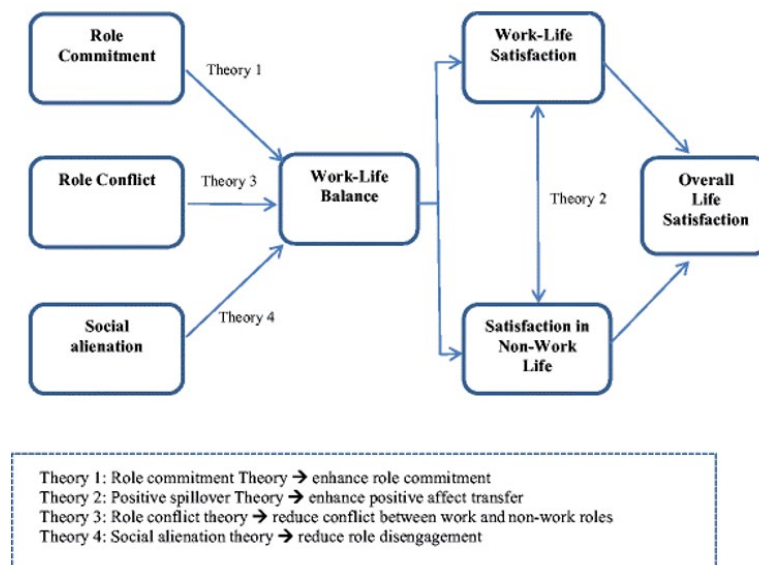 Role
Commitment
Theory 1
Work-Life
Satisfaction
Role Conflict
Theory 3
Work-Life
Balance
Theory 2
Overall
Life
Satisfaction
Social
alienation
Theory 4
Satisfaction in
Non-Work
Life
Theory 1: Role commitment Theory → enhance role commitment
Theory 2: Positive spillover Theory → enhance positive affect transfer
Theory 3: Role conflict theory → reduce conflict between work and non-work roles
Theory 4: Social alienation theory → reduce role disengagement